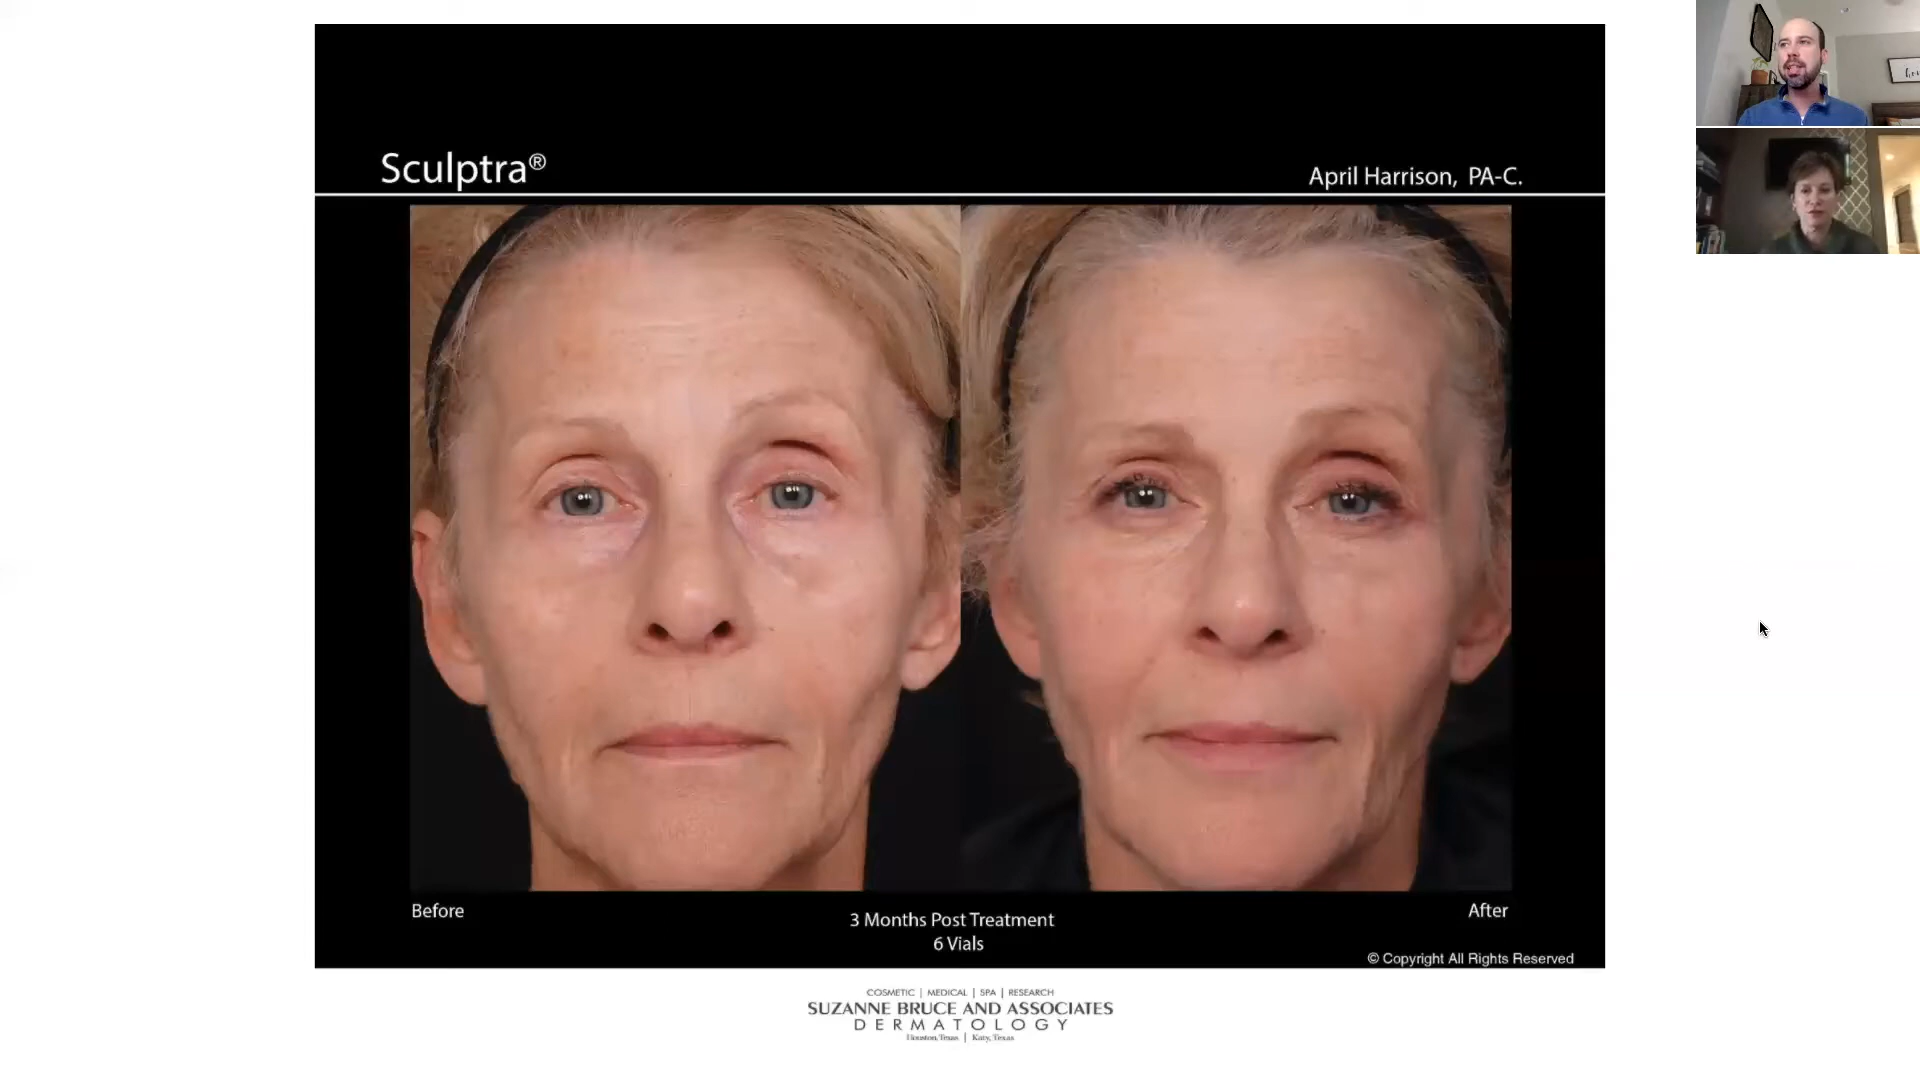 Sculptra®
April Harrison, PA-C.
Before
3 Months Post Treatment
6 Vials
After
© Copyright All Rights Reserved
COSMETIC | MEDICAL | SPA | RESEARCH
SUZANNE BRUCE AND ASSOCIATES
DERMATOLOGY
Houston, Texas | Katy, Texas